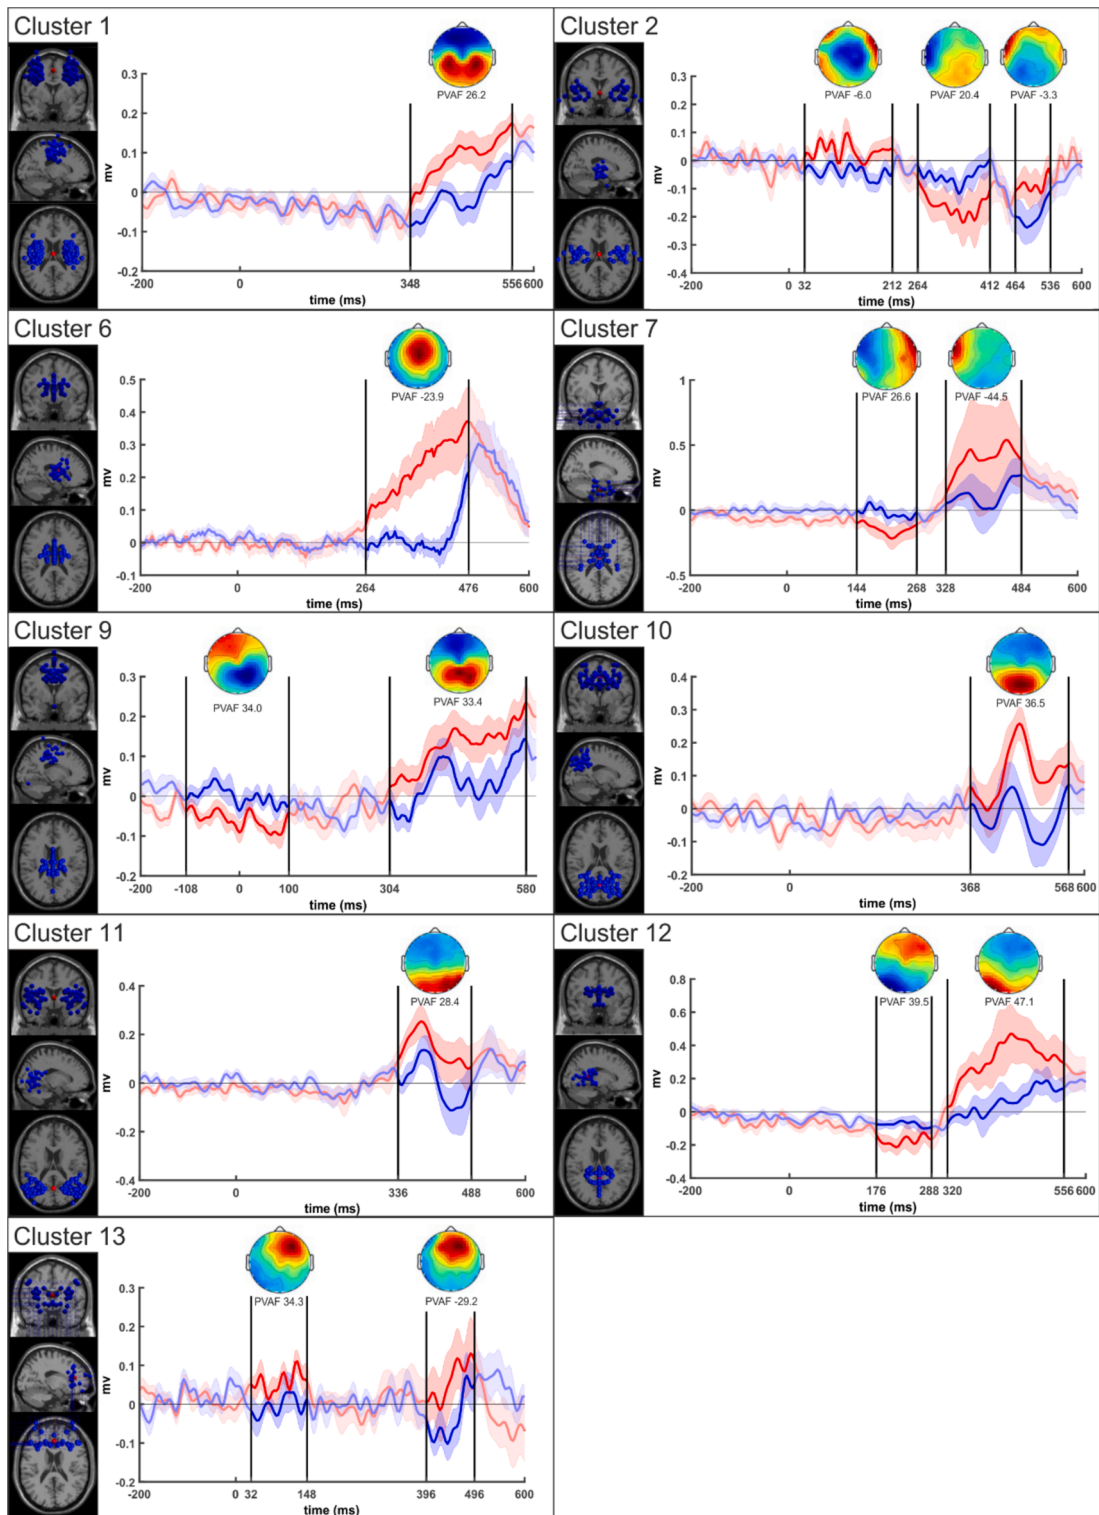 Cluster 1
PVAF 26.2
0.3
0.2
0.1
0
-0.1
-0.2
mv
-200 0 348 556 600
time (ms)
Cluster 2
PVAF -6.0 PVAF 20.4 PVAF -3.3
0.3
0.2
0.1
0
-0.1
-0.2
-0.3
-0.4
mv
-200 0 32 212 264 412 464 536 600
time (ms)
Cluster 6
PVAF -23.9
0.5
0.4
0.3
0.2
0.1
0
-0.1
mv
-200 0 264 476 600
time (ms)
Cluster 7
PVAF 26.6 PVAF -44.5
1
0.5
0
-0.5
mv
-200 0 144 268 328 484 600
time (ms)
Cluster 9
PVAF 34.0 PVAF 33.4
0.3
0.2
0.1
0
-0.1
-0.2
mv
-200 -108 0 100 304 580
time (ms)
Cluster 10
PVAF 36.5
0.4
0.3
0.2
0.1
0
-0.1
-0.2
mv
-200 0 368 568 600
time (ms)
Cluster 11
PVAF 28.4
0.4
0.2
0
-0.2
-0.4
mv
-200 0 336 488 600
time (ms)
Cluster 12
PVAF 39.5 PVAF 47.1
0.8
0.6
0.4
0.2
0
-0.2
-0.4
mv
-200 0 176 288 320 556 600
time (ms)
Cluster 13
PVAF 34.3 PVAF -29.2
0.3
0.2
0.1
0
-0.1
-0.2
mv
-200 0 32 148 396 496 600
time (ms)